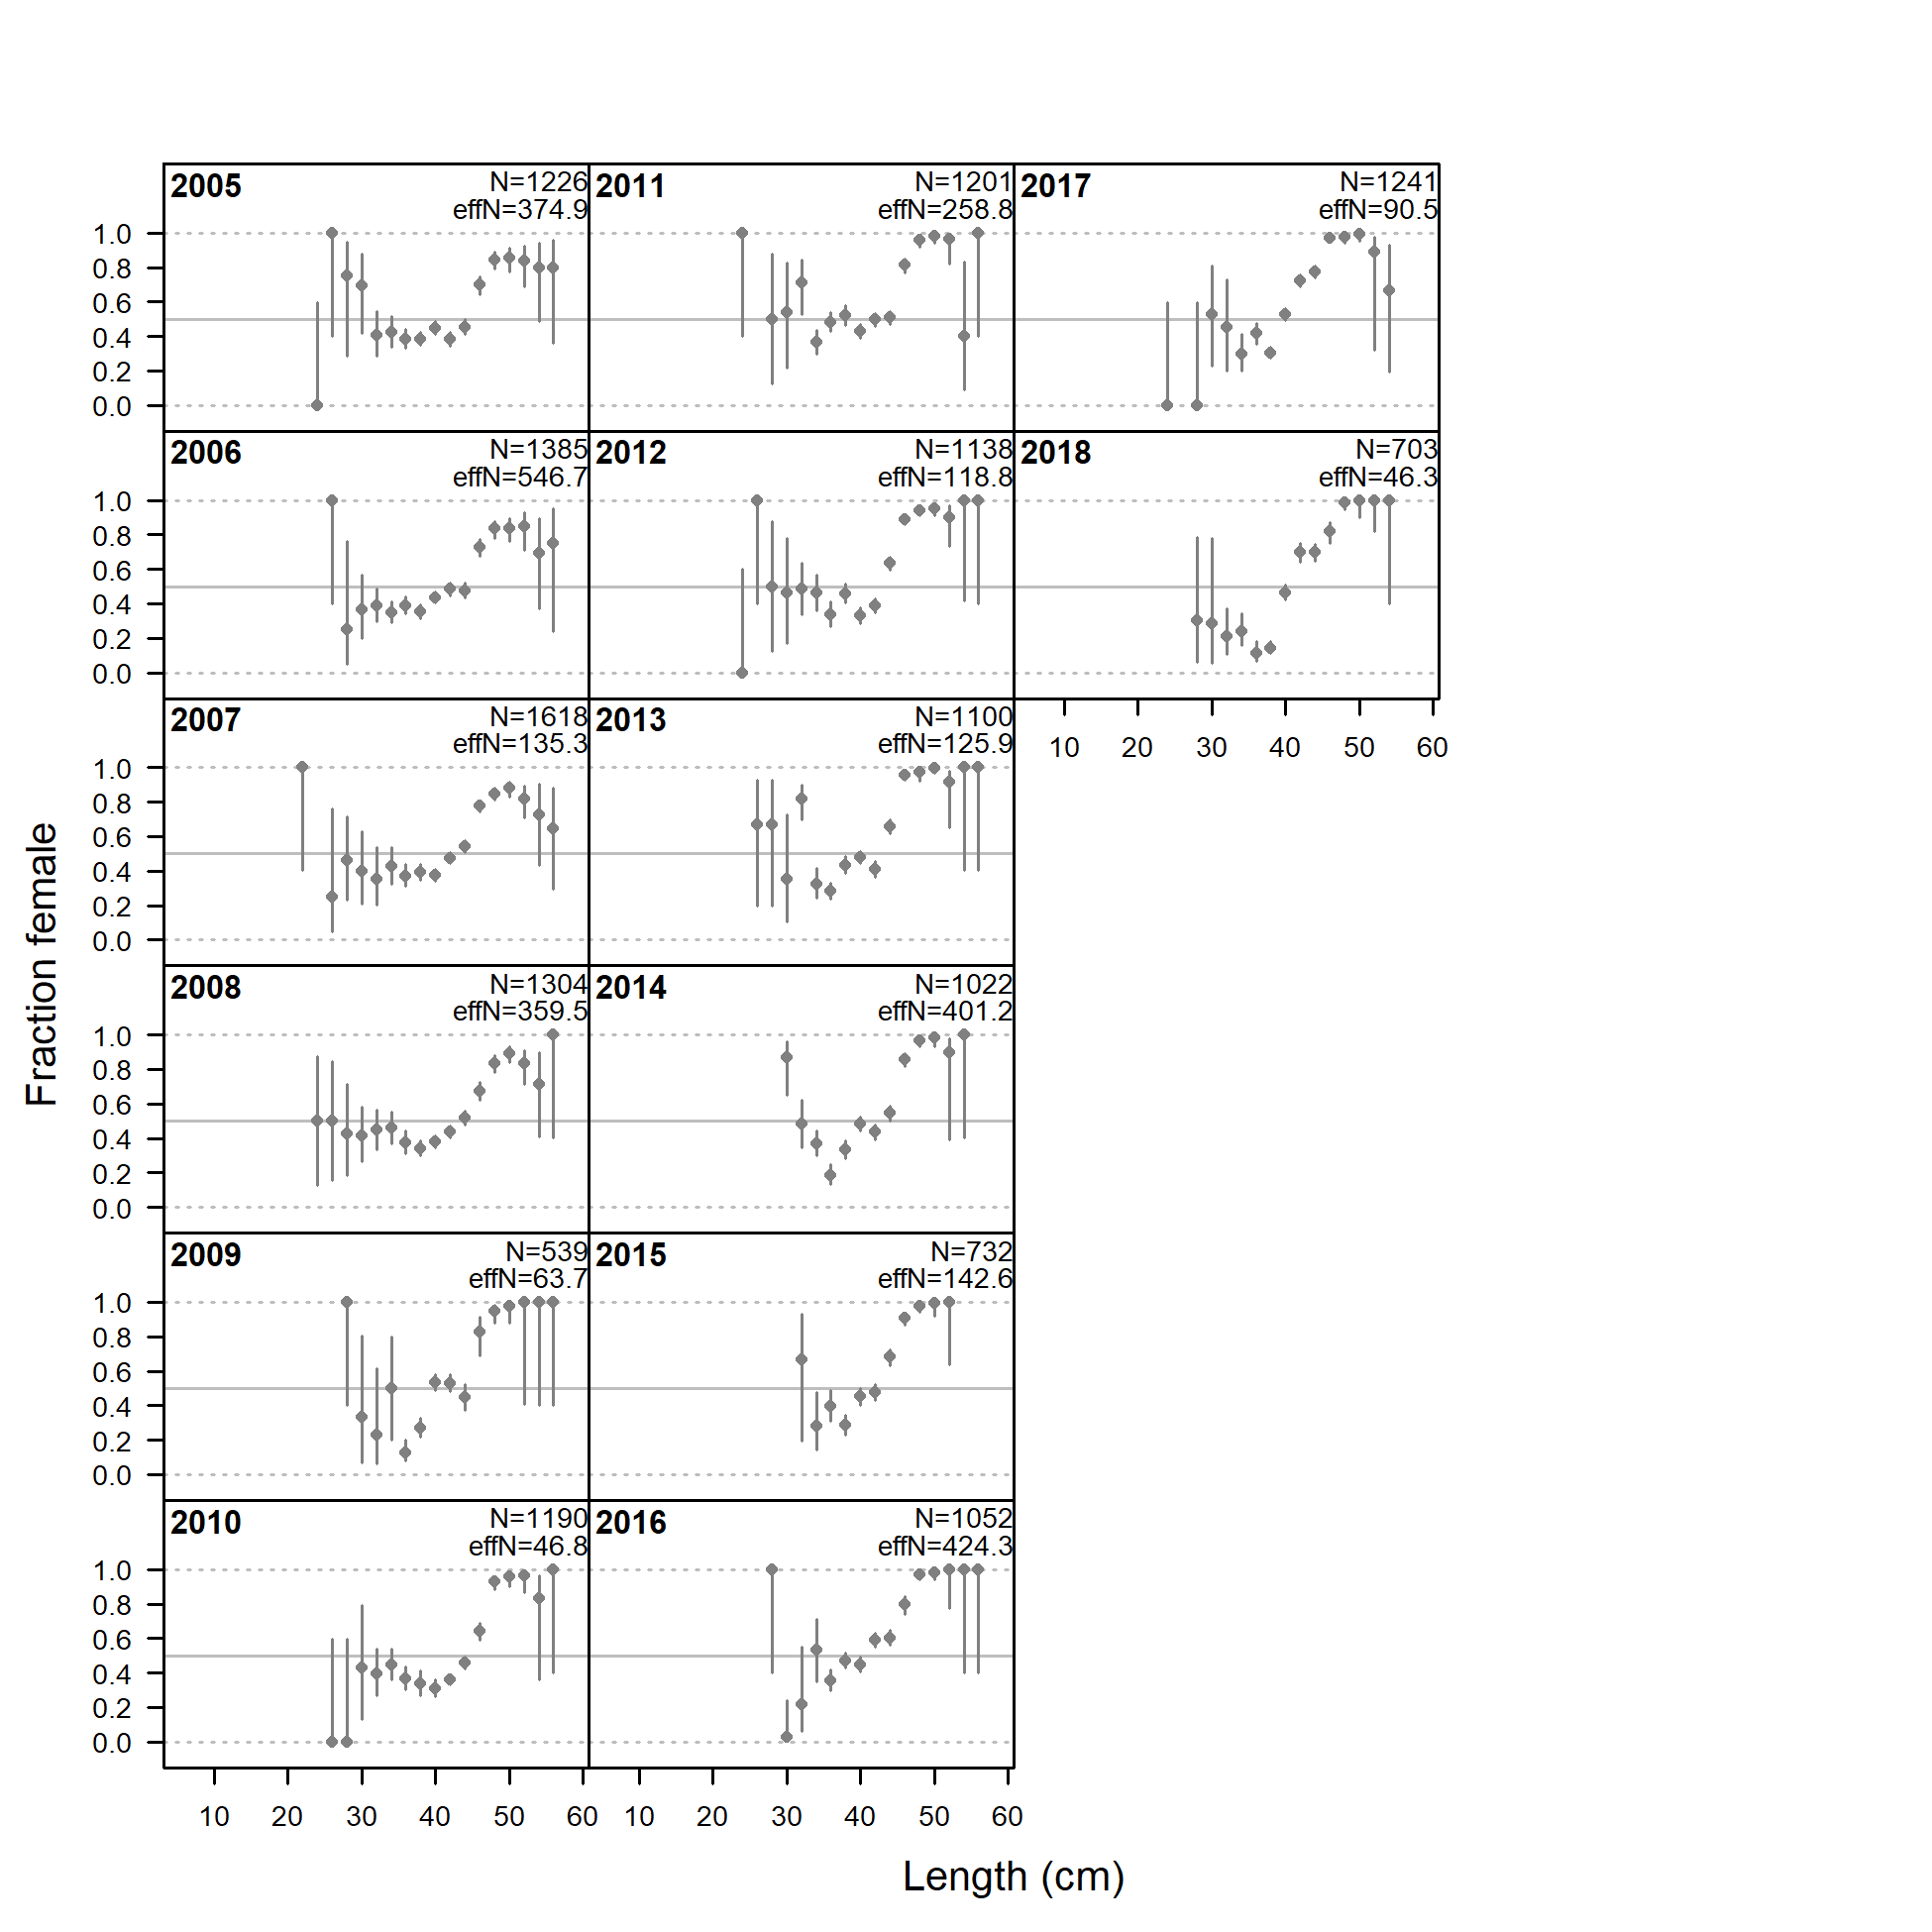 2005
N=1226
effN=374.9
1.0
0.8
0.6
0.4
0.2
0.0
2011
N=1201
effN=258.8
2017
N=1241
effN=90.5
2006
N=1385
effN=546.7
1.0
0.8
0.6
0.4
0.2
0.0
2012
N=1138
effN=118.8
2018
N=703
effN=46.3
10 20 30 40 50 60
2007
N=1618
effN=135.3
1.0
0.8
0.6
0.4
0.2
0.0
2013
N=1100
effN=125.9
2008
N=1304
effN=359.5
1.0
0.8
0.6
0.4
0.2
0.0
2014
N=1022
effN=401.2
2009
N=539
effN=63.7
1.0
0.8
0.6
0.4
0.2
0.0
2015
N=732
effN=142.6
2010
N=1190
effN=46.8
1.0
0.8
0.6
0.4
0.2
0.0
2016
N=1052
effN=424.3
10 20 30 40 50 60 10 20 30 40 50 60
Fraction female
Length (cm)